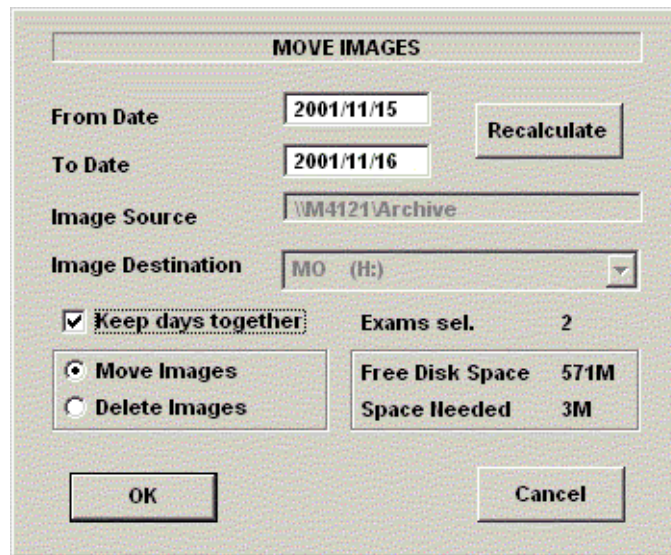 MOVE IMAGES
From Date 2001/11/15
Recalculate
To Date 2001/11/16
Image Source \\M4121\Archive
Image Destination MO (H:)
Keep days together Exams sel. 2
Move Images Free Disk Space 571M
Delete Images Space Needed 3M
OK Cancel